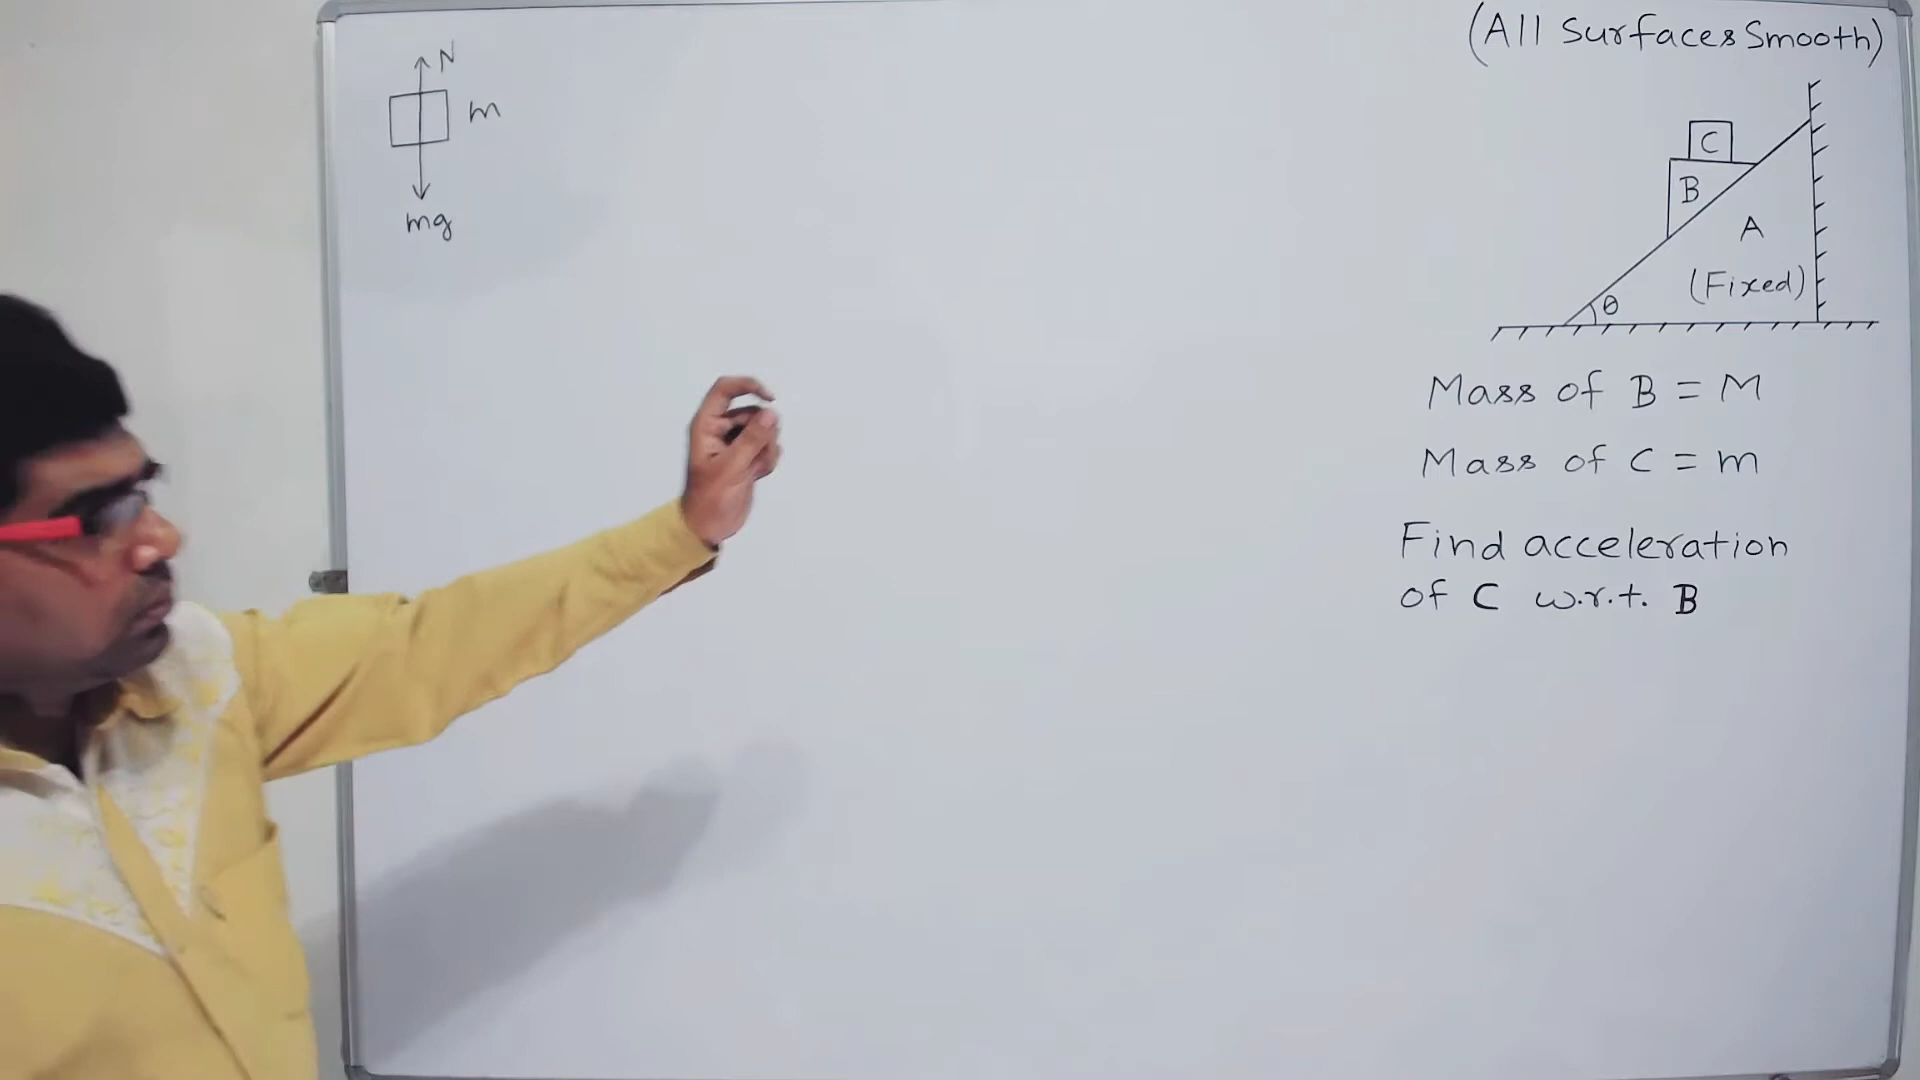 N
m
mg
(All Surfaces Smooth)
C
B
A
(Fixed)
θ
Mass of B = M
Mass of C = m
Find acceleration
of C w.r.t. B